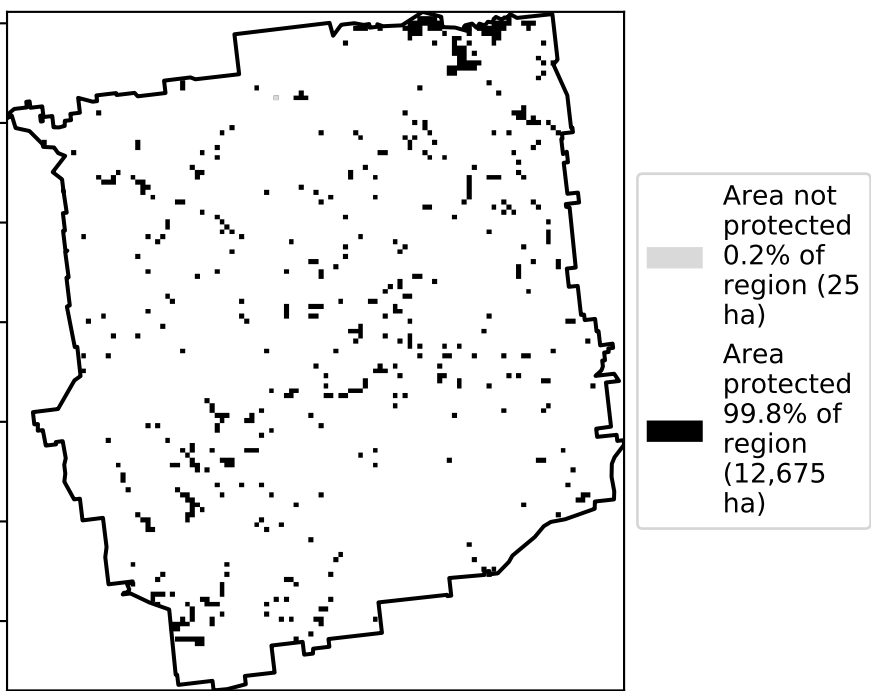 Area not
protected
0.2% of
region (25
ha)
Area
protected
99.8% of
region
(12,675
ha)